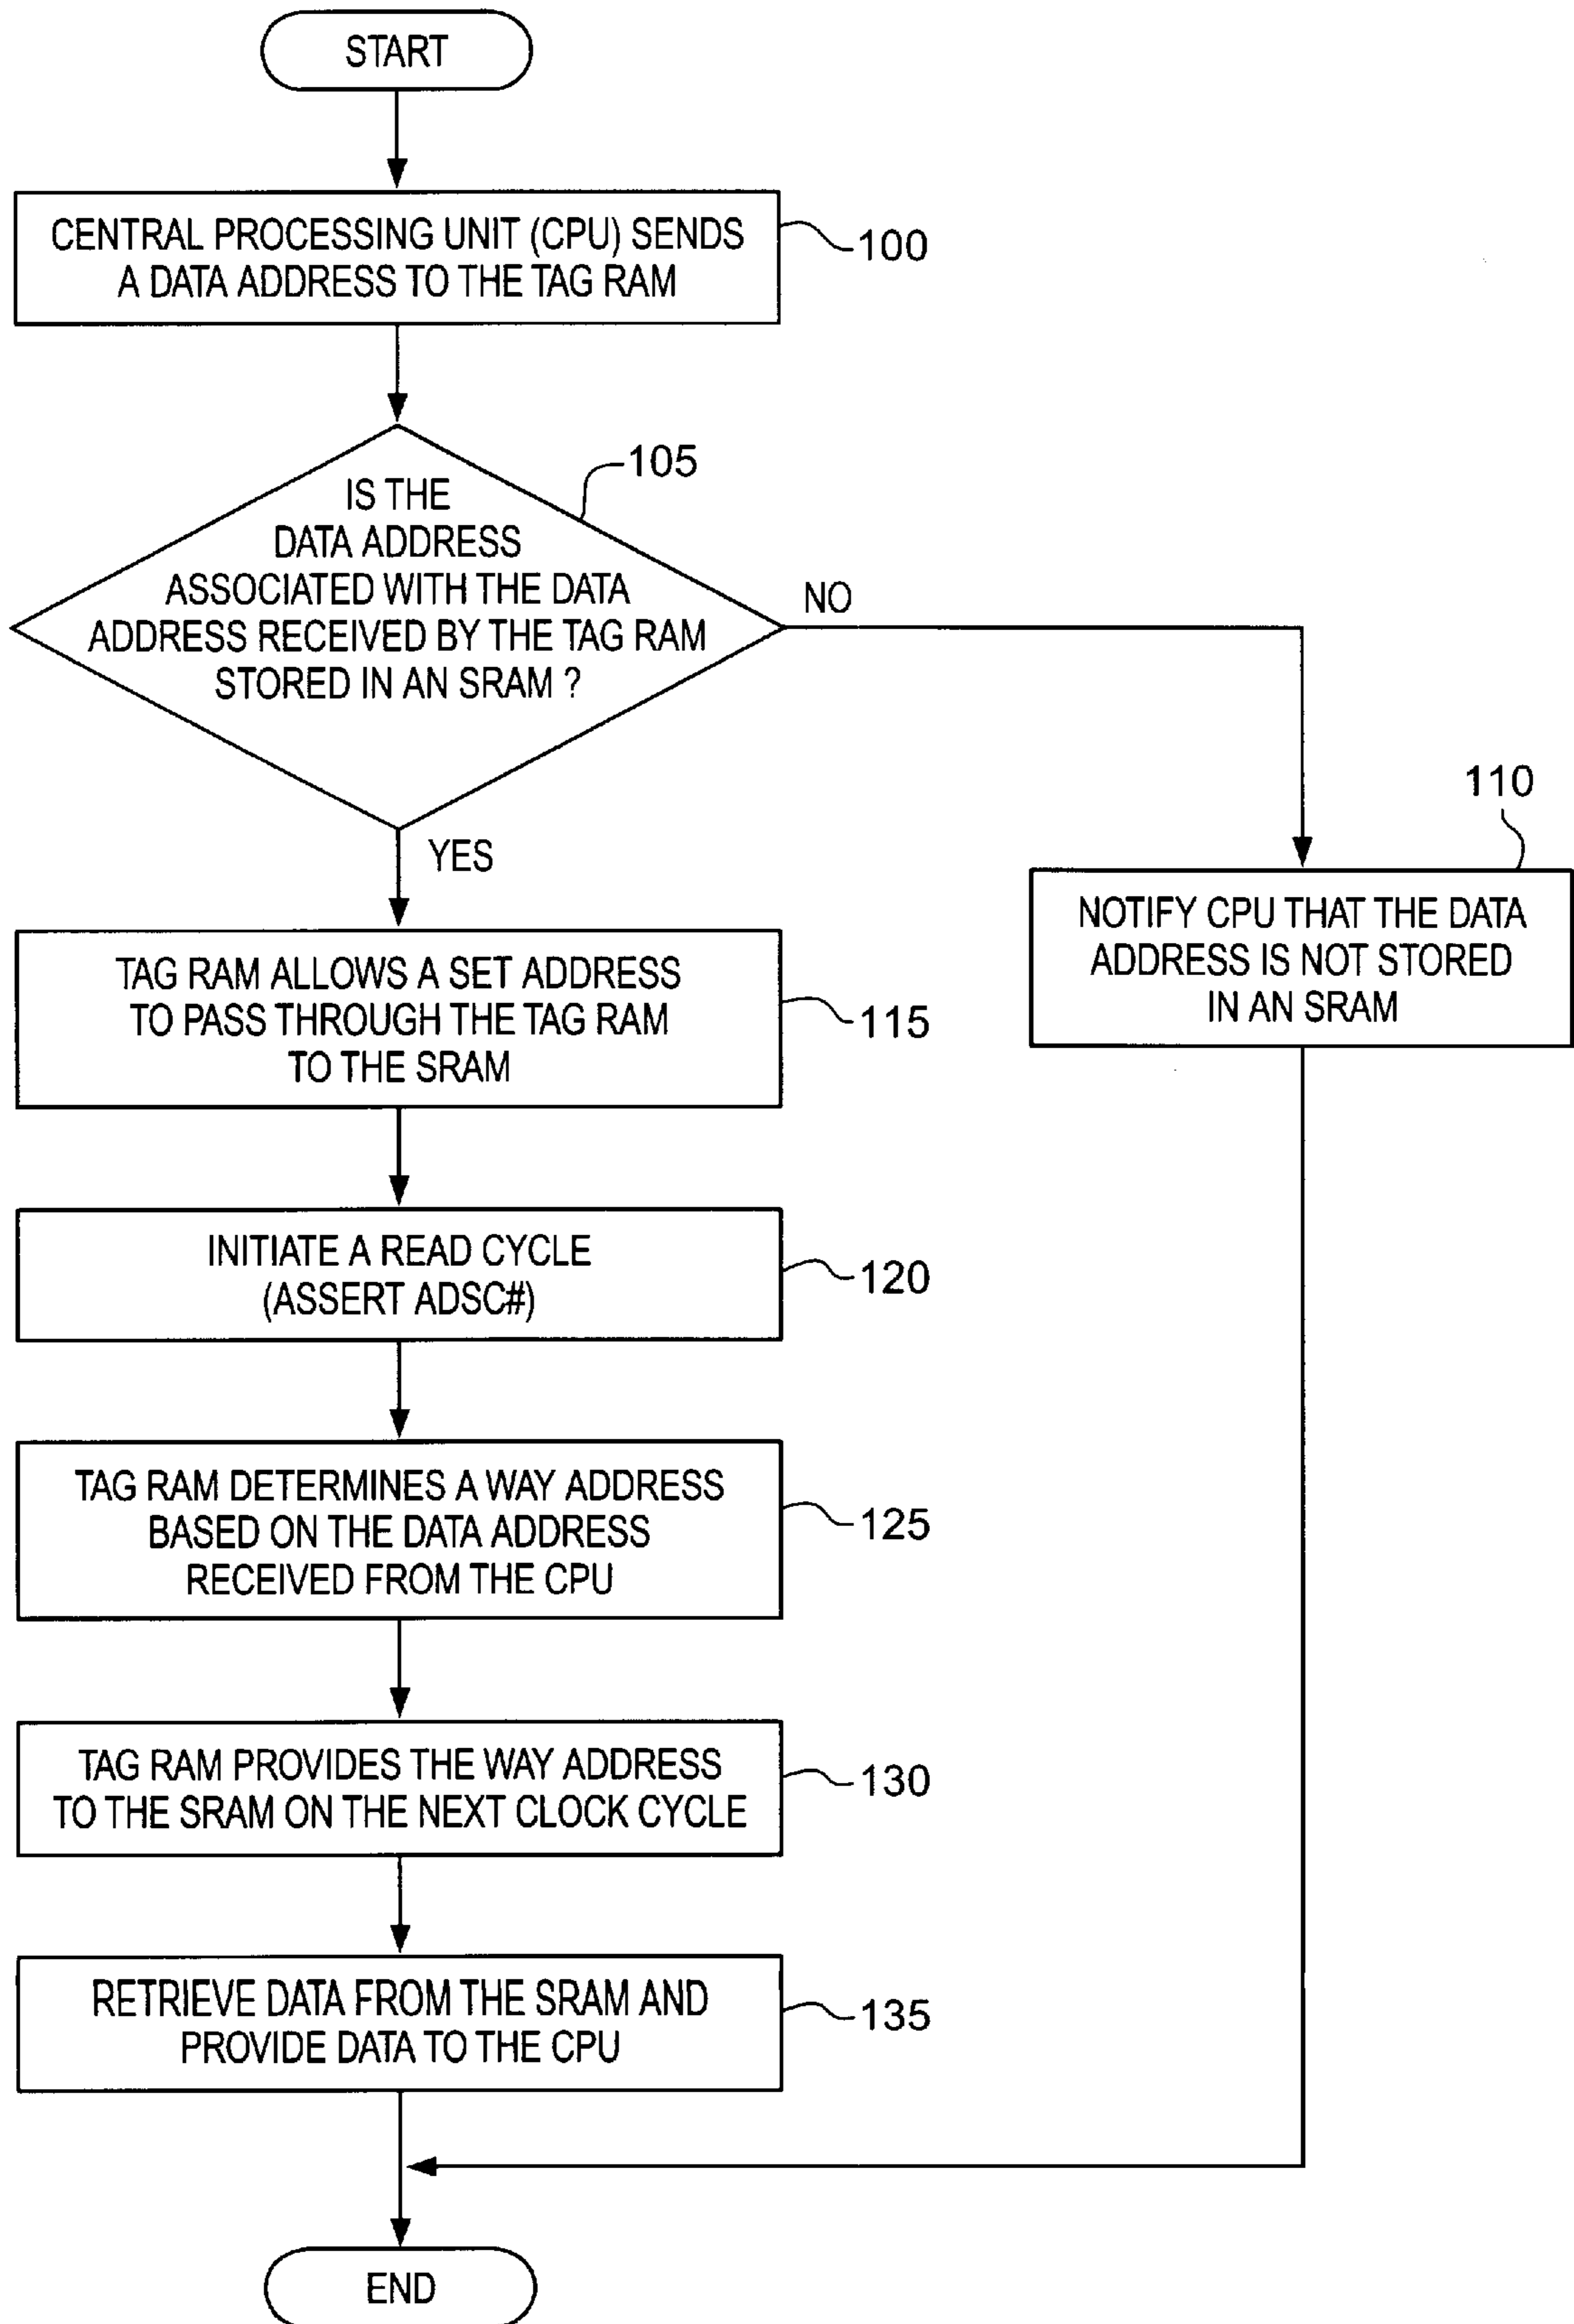 START
CENTRAL PROCESSING UNIT (CPU) SENDS
A DATA ADDRESS TO THE TAG RAM
100
105
IS THE
DATA ADDRESS
ASSOCIATED WITH THE DATA
ADDRESS RECEIVED BY THE TAG RAM
STORED IN AN SRAM ?
NO
YES
110
NOTIFY CPU THAT THE DATA
ADDRESS IS NOT STORED
IN AN SRAM
TAG RAM ALLOWS A SET ADDRESS
TO PASS THROUGH THE TAG RAM
TO THE SRAM
115
INITIATE A READ CYCLE
(ASSERT ADSC#)
120
TAG RAM DETERMINES A WAY ADDRESS
BASED ON THE DATA ADDRESS
RECEIVED FROM THE CPU
125
TAG RAM PROVIDES THE WAY ADDRESS
TO THE SRAM ON THE NEXT CLOCK CYCLE
130
RETRIEVE DATA FROM THE SRAM AND
PROVIDE DATA TO THE CPU
135
END